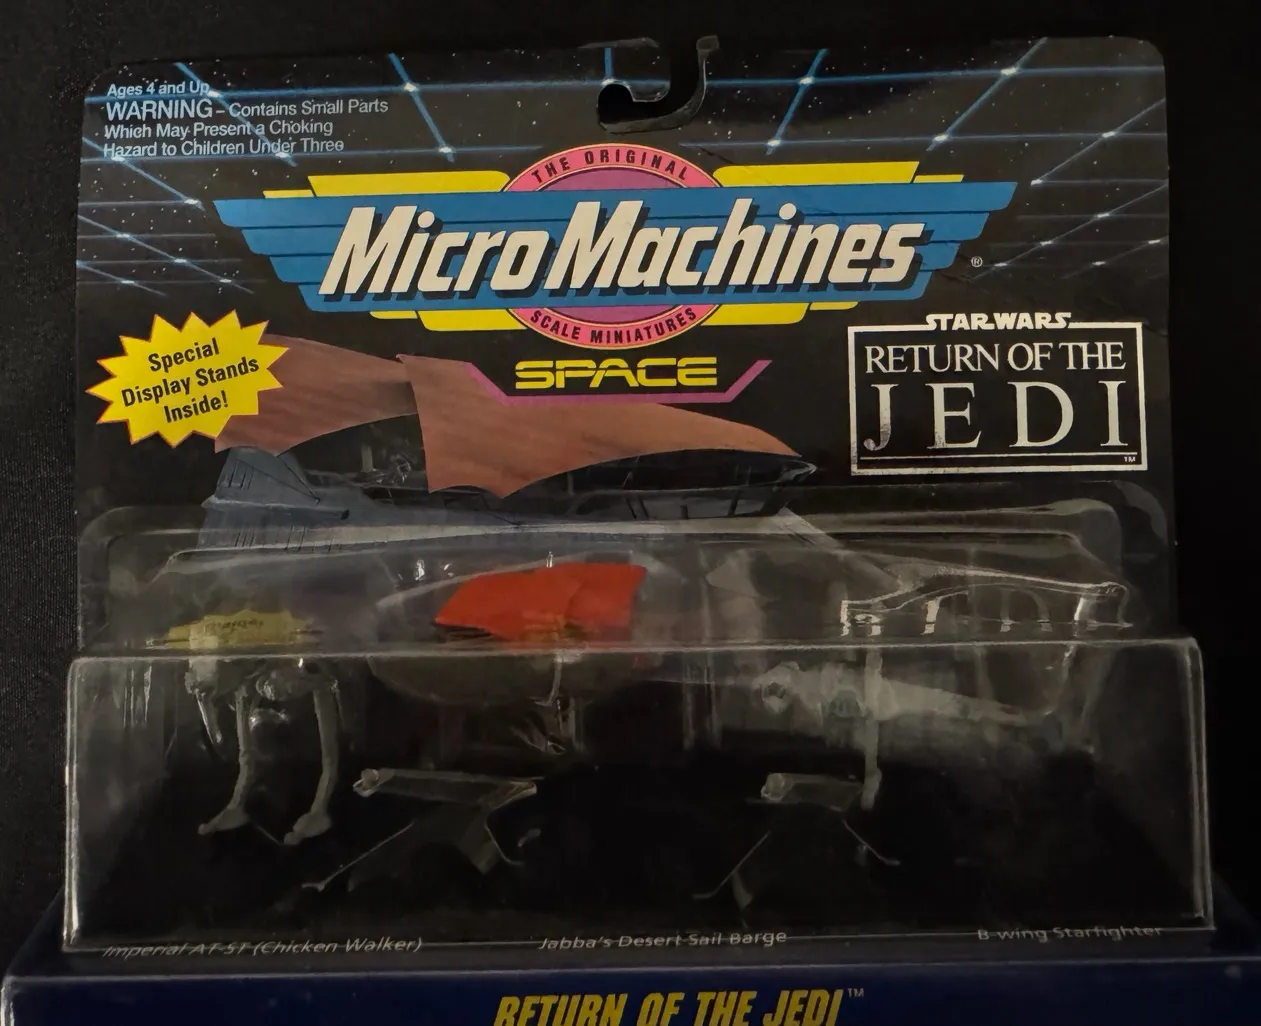 Ages 4 and Up
WARNING – Contains Small Parts
Which May Present a Choking
Hazard to Children Under Three
THE ORIGINAL
Micro Machines
®
SCALE MINIATURES
SPACE
Special
Display Stands
Inside!
STAR WARS
RETURN OF THE
JEDI
TM
Imperial AT-ST (Chicken Walker)
Jabba's Desert Sail Barge
B-wing Starfighter
RETURN OF THE JEDI™